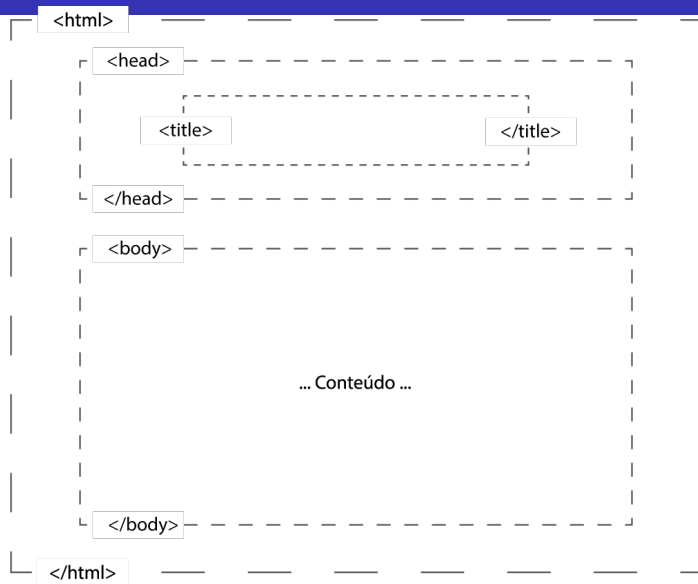 <html>
<head>
<title> </title>
</head>
<body>
... Conteúdo ...
</body>
</html>